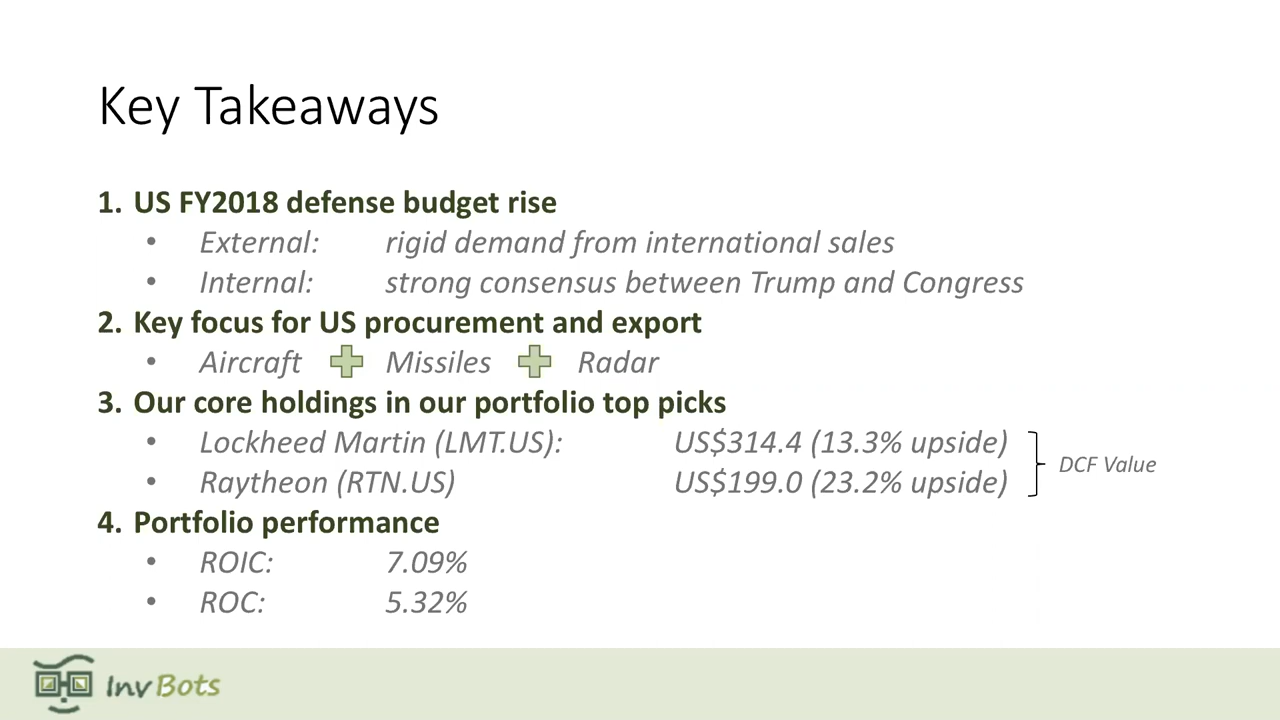 Key Takeaways
1. US FY2018 defense budget rise
• External: rigid demand from international sales
• Internal: strong consensus between Trump and Congress
2. Key focus for US procurement and export
• Aircraft Missiles Radar
3. Our core holdings in our portfolio top picks
• Lockheed Martin (LMT.US): US$314.4 (13.3% upside)
• Raytheon (RTN.US) US$199.0 (23.2% upside)
DCF Value
4. Portfolio performance
• ROIC: 7.09%
• ROC: 5.32%
InvBots